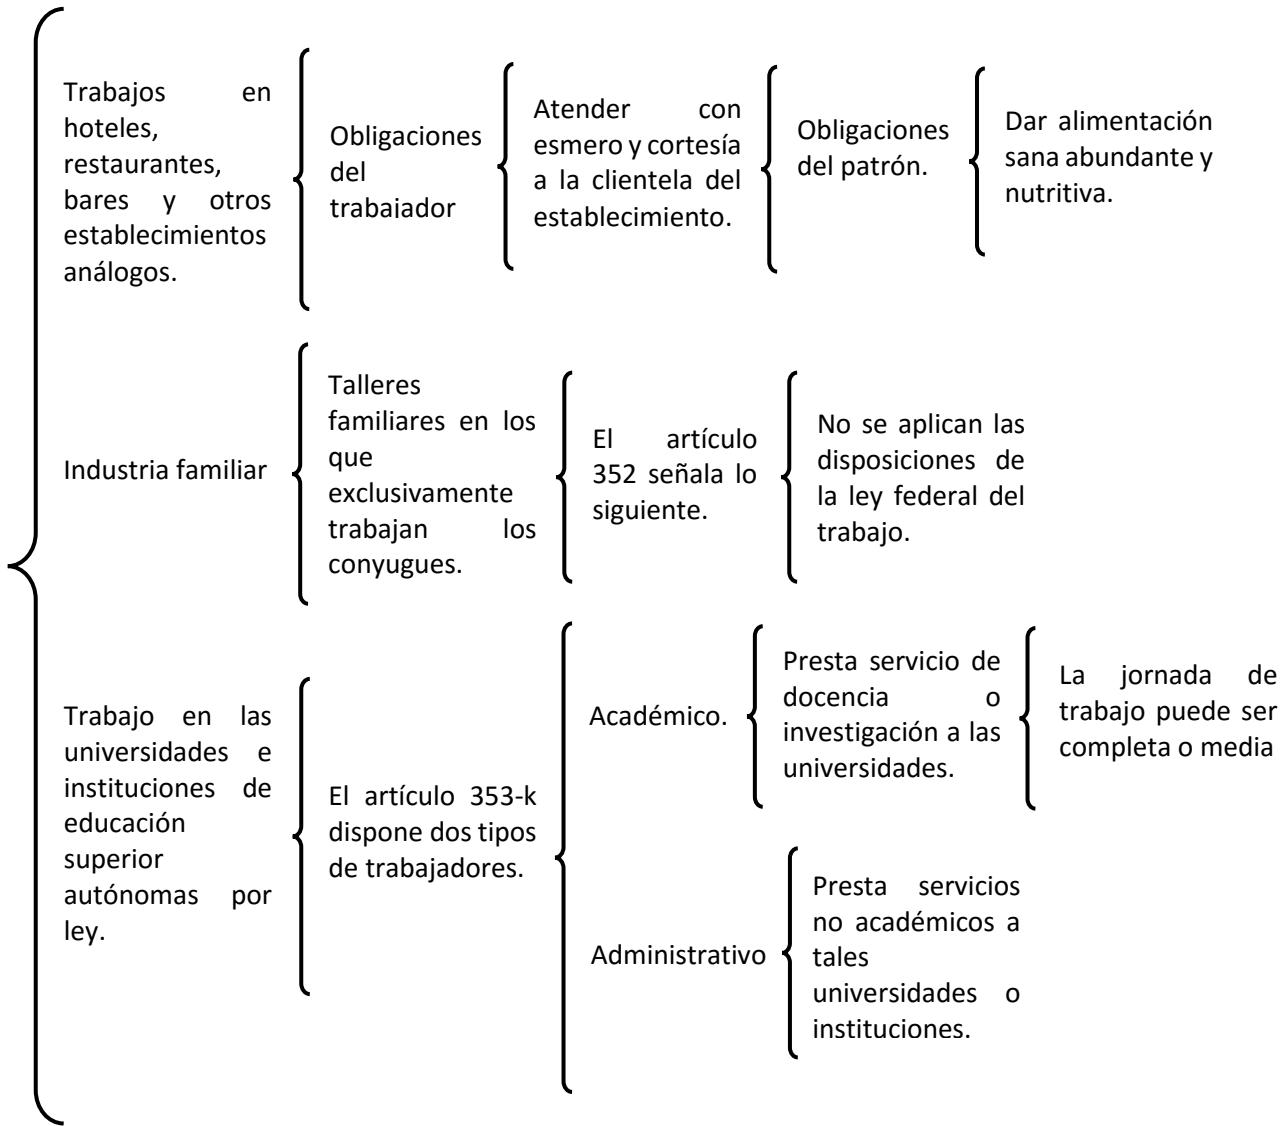 Trabajos en
hoteles,
restaurantes,
bares y otros
establecimientos
análogos.
Obligaciones
del
trabaiador
Atender con
esmero y cortesía
a la clientela del
establecimiento.
Obligaciones
del patrón.
Dar alimentación
sana abundante y
nutritiva.
Industria familiar
Talleres
familiares en los
que
exclusivamente
trabajan los
conyugues.
El artículo
352 señala lo
siguiente.
No se aplican las
disposiciones de
la ley federal del
trabajo.
Trabajo en las
universidades e
instituciones de
educación
superior
autónomas por
ley.
El artículo 353-k
dispone dos tipos
de trabajadores.
Académico.
Presta servicio de
docencia o
investigación a las
universidades.
La jornada de
trabajo puede ser
completa o media
Administrativo
Presta servicios
no académicos a
tales
universidades o
instituciones.